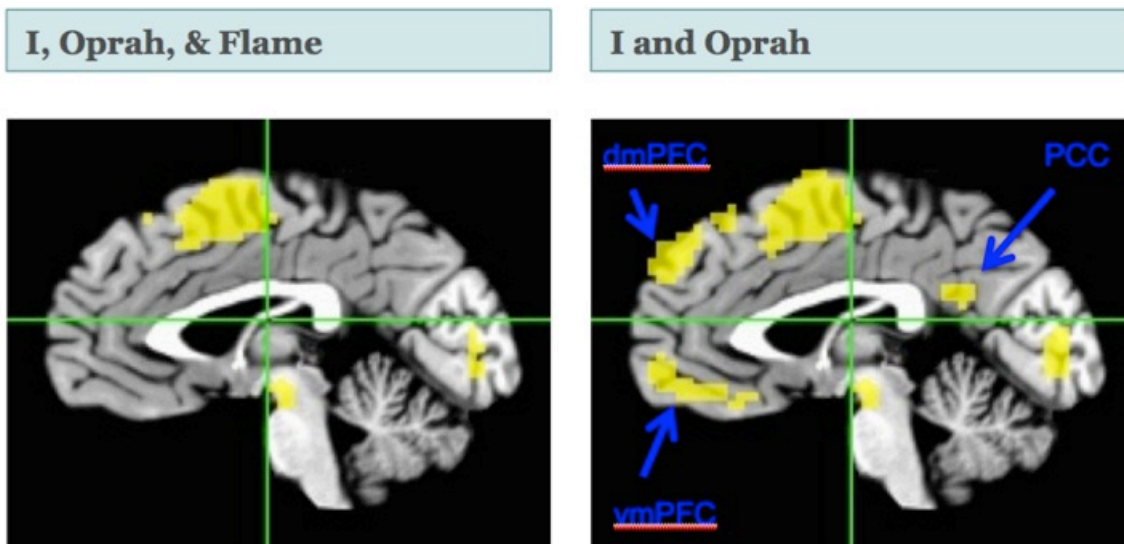 I, Oprah, & Flame
I and Oprah
dmPFC
PCC
vmPFC